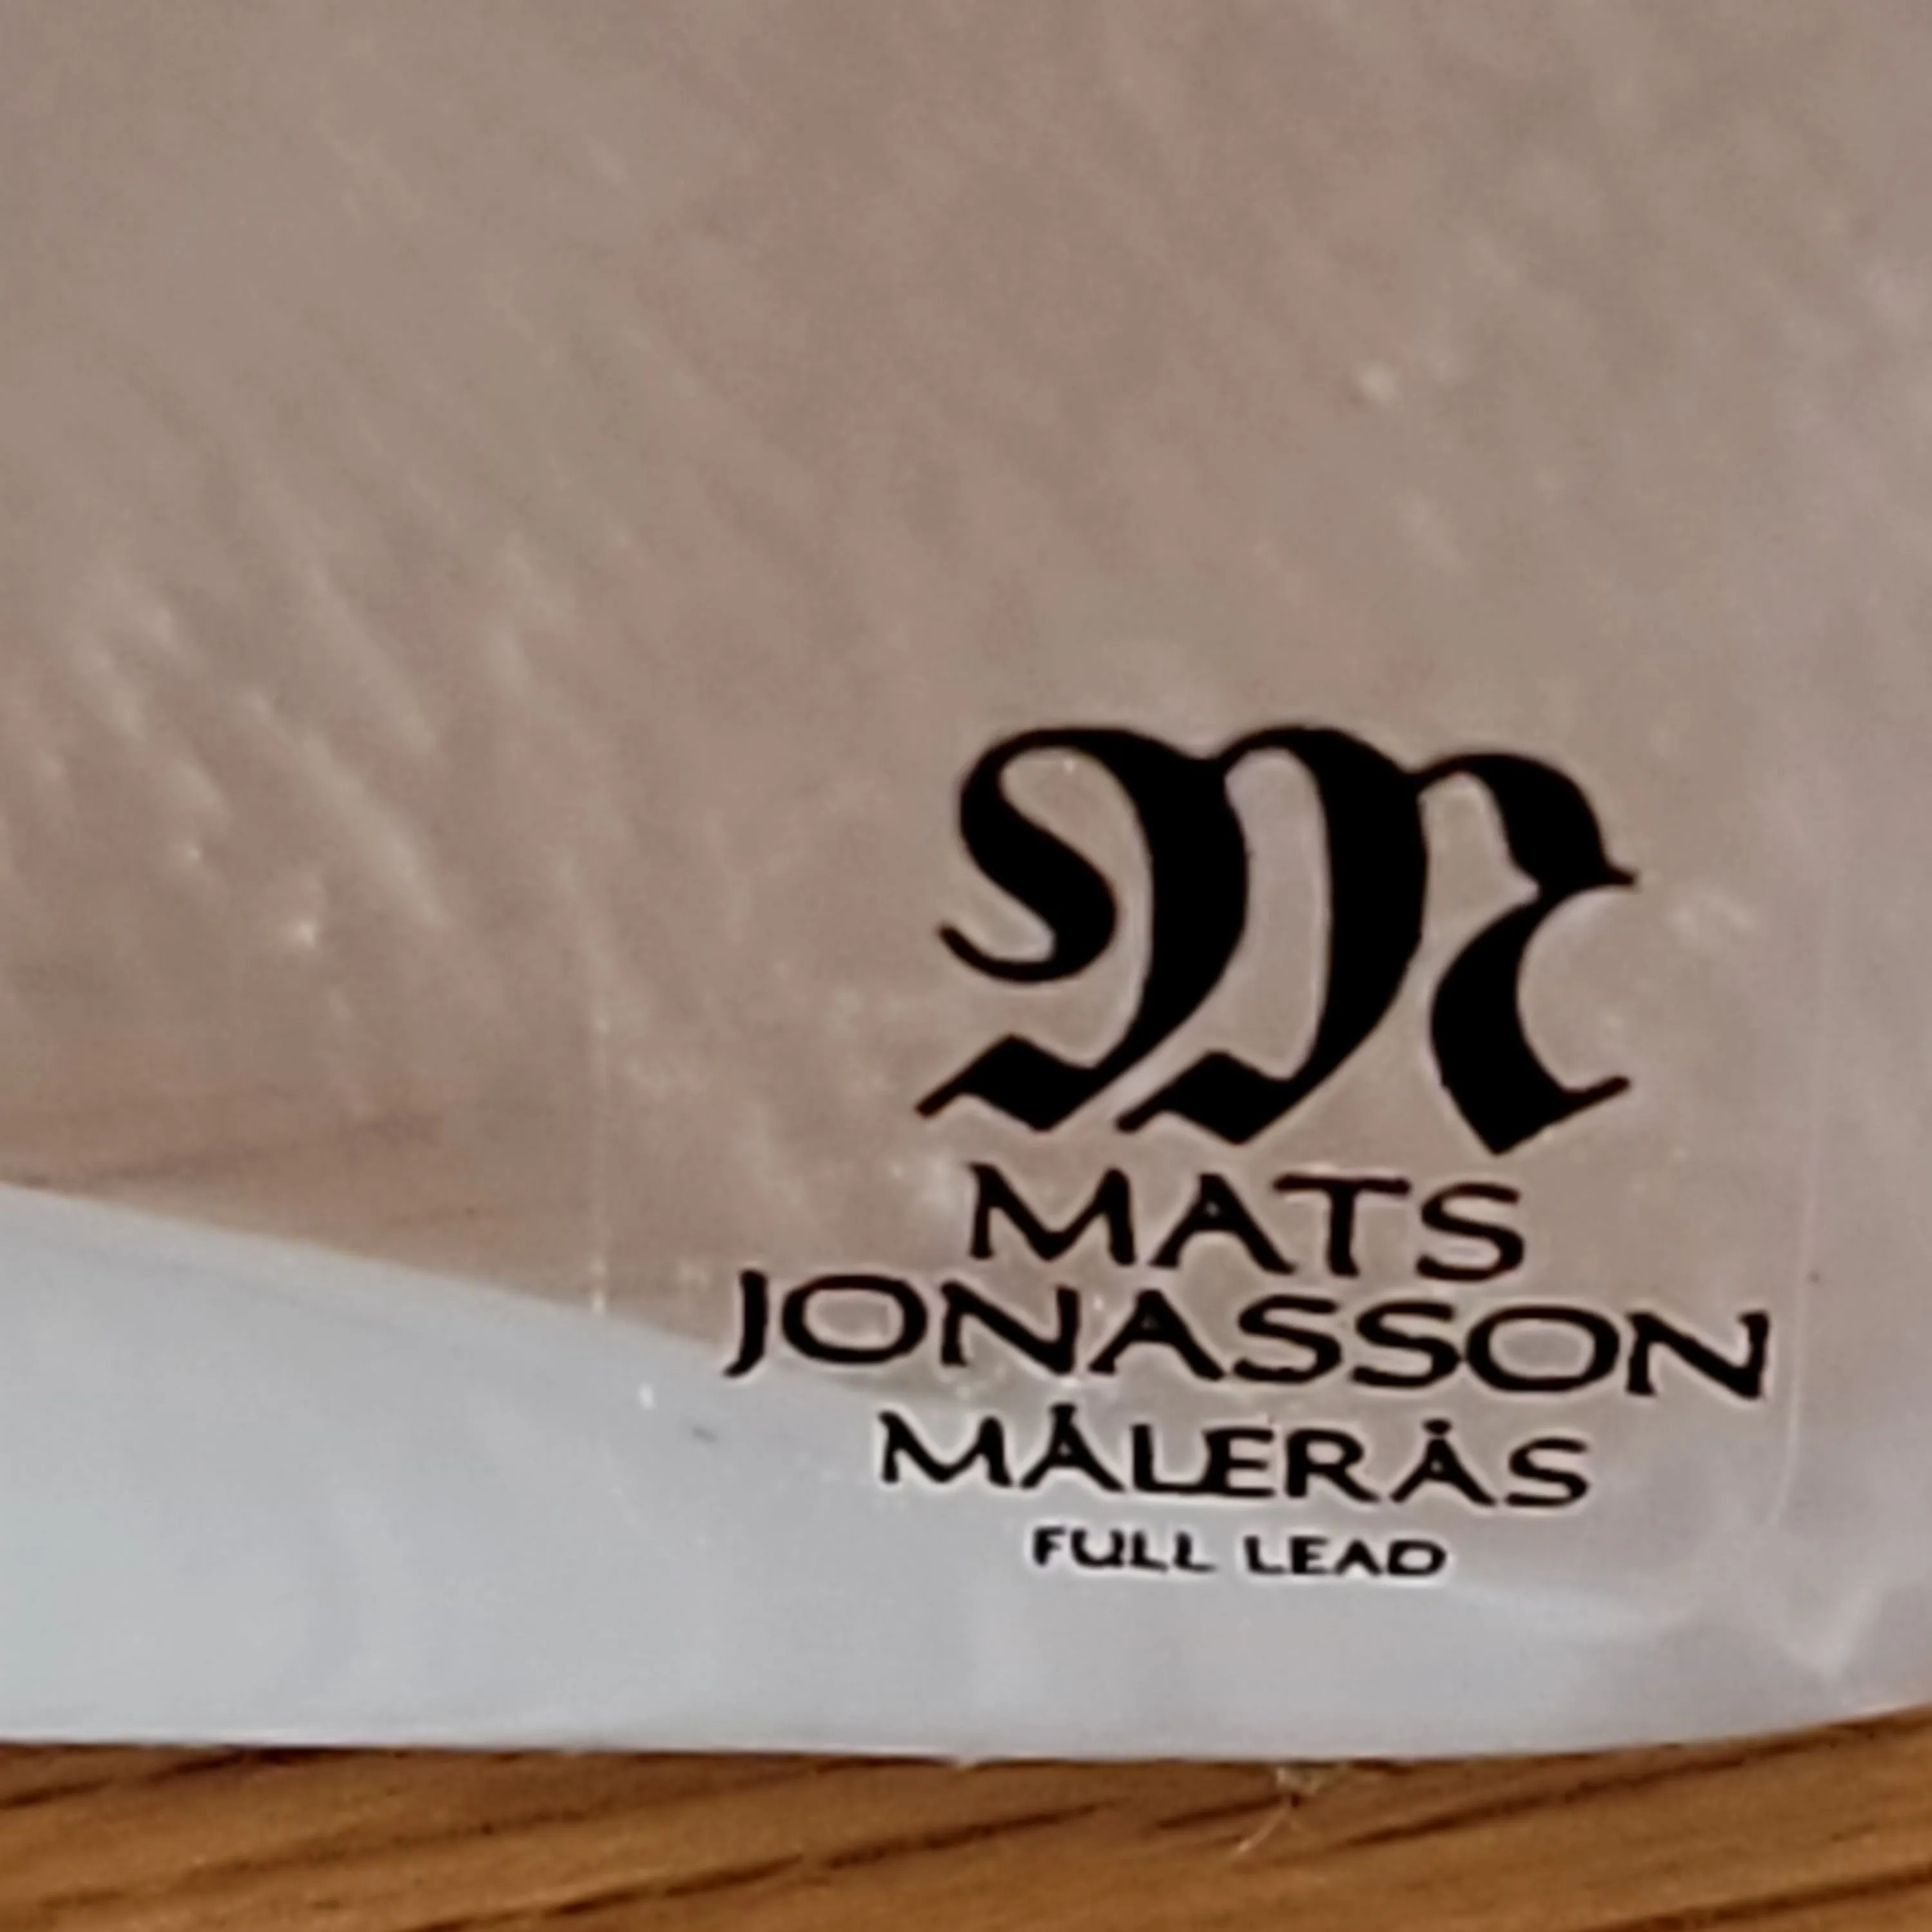 M
MATS
JONASSON
MÅLERÅS
FULL LEAD